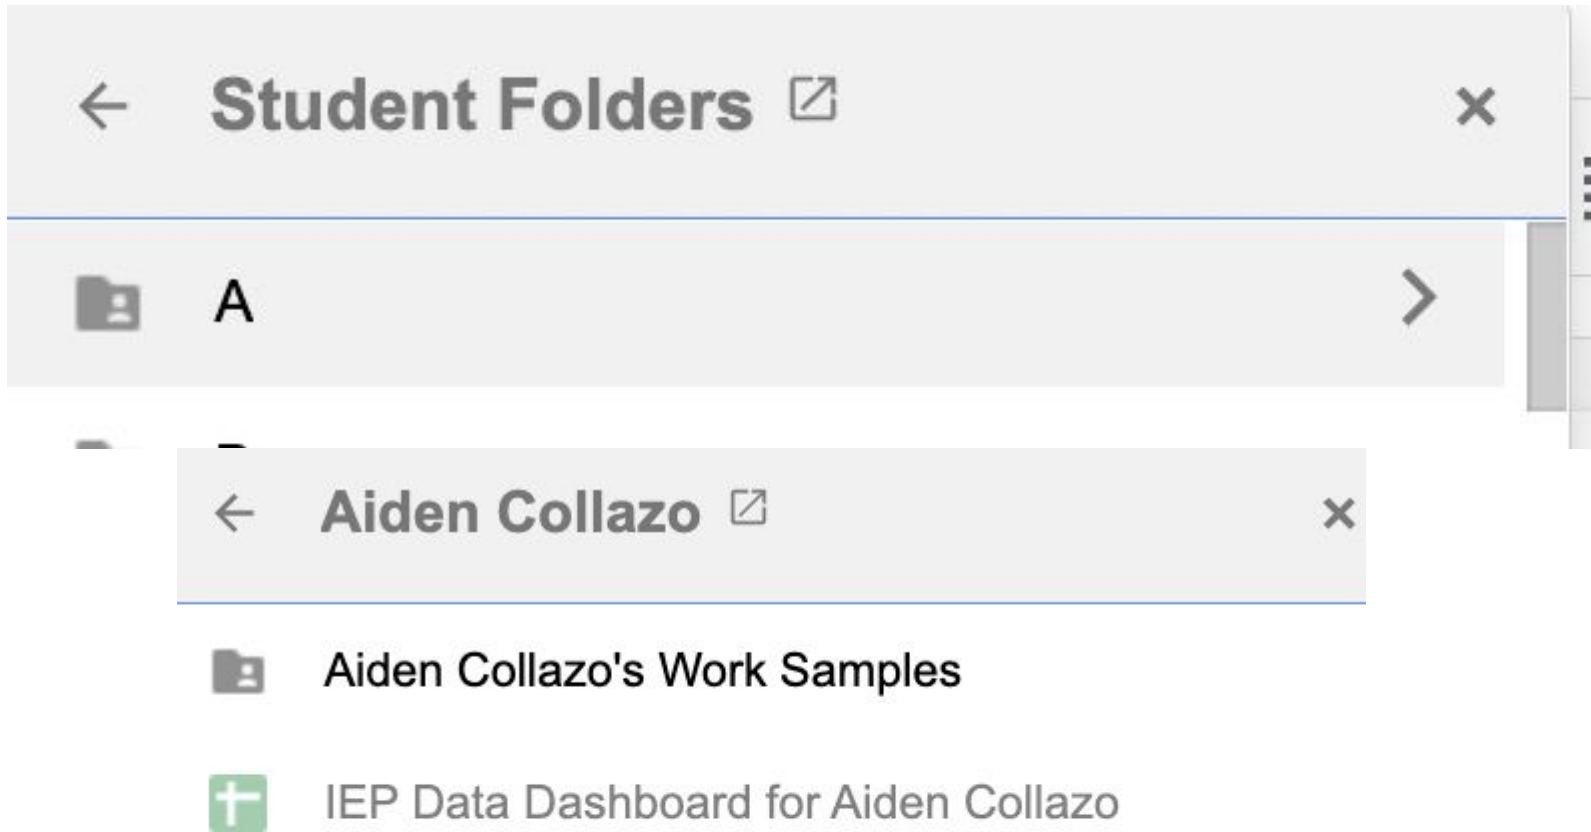 Student Folders
A
Aiden Collazo
Aiden Collazo's Work Samples
IEP Data Dashboard for Aiden Collazo